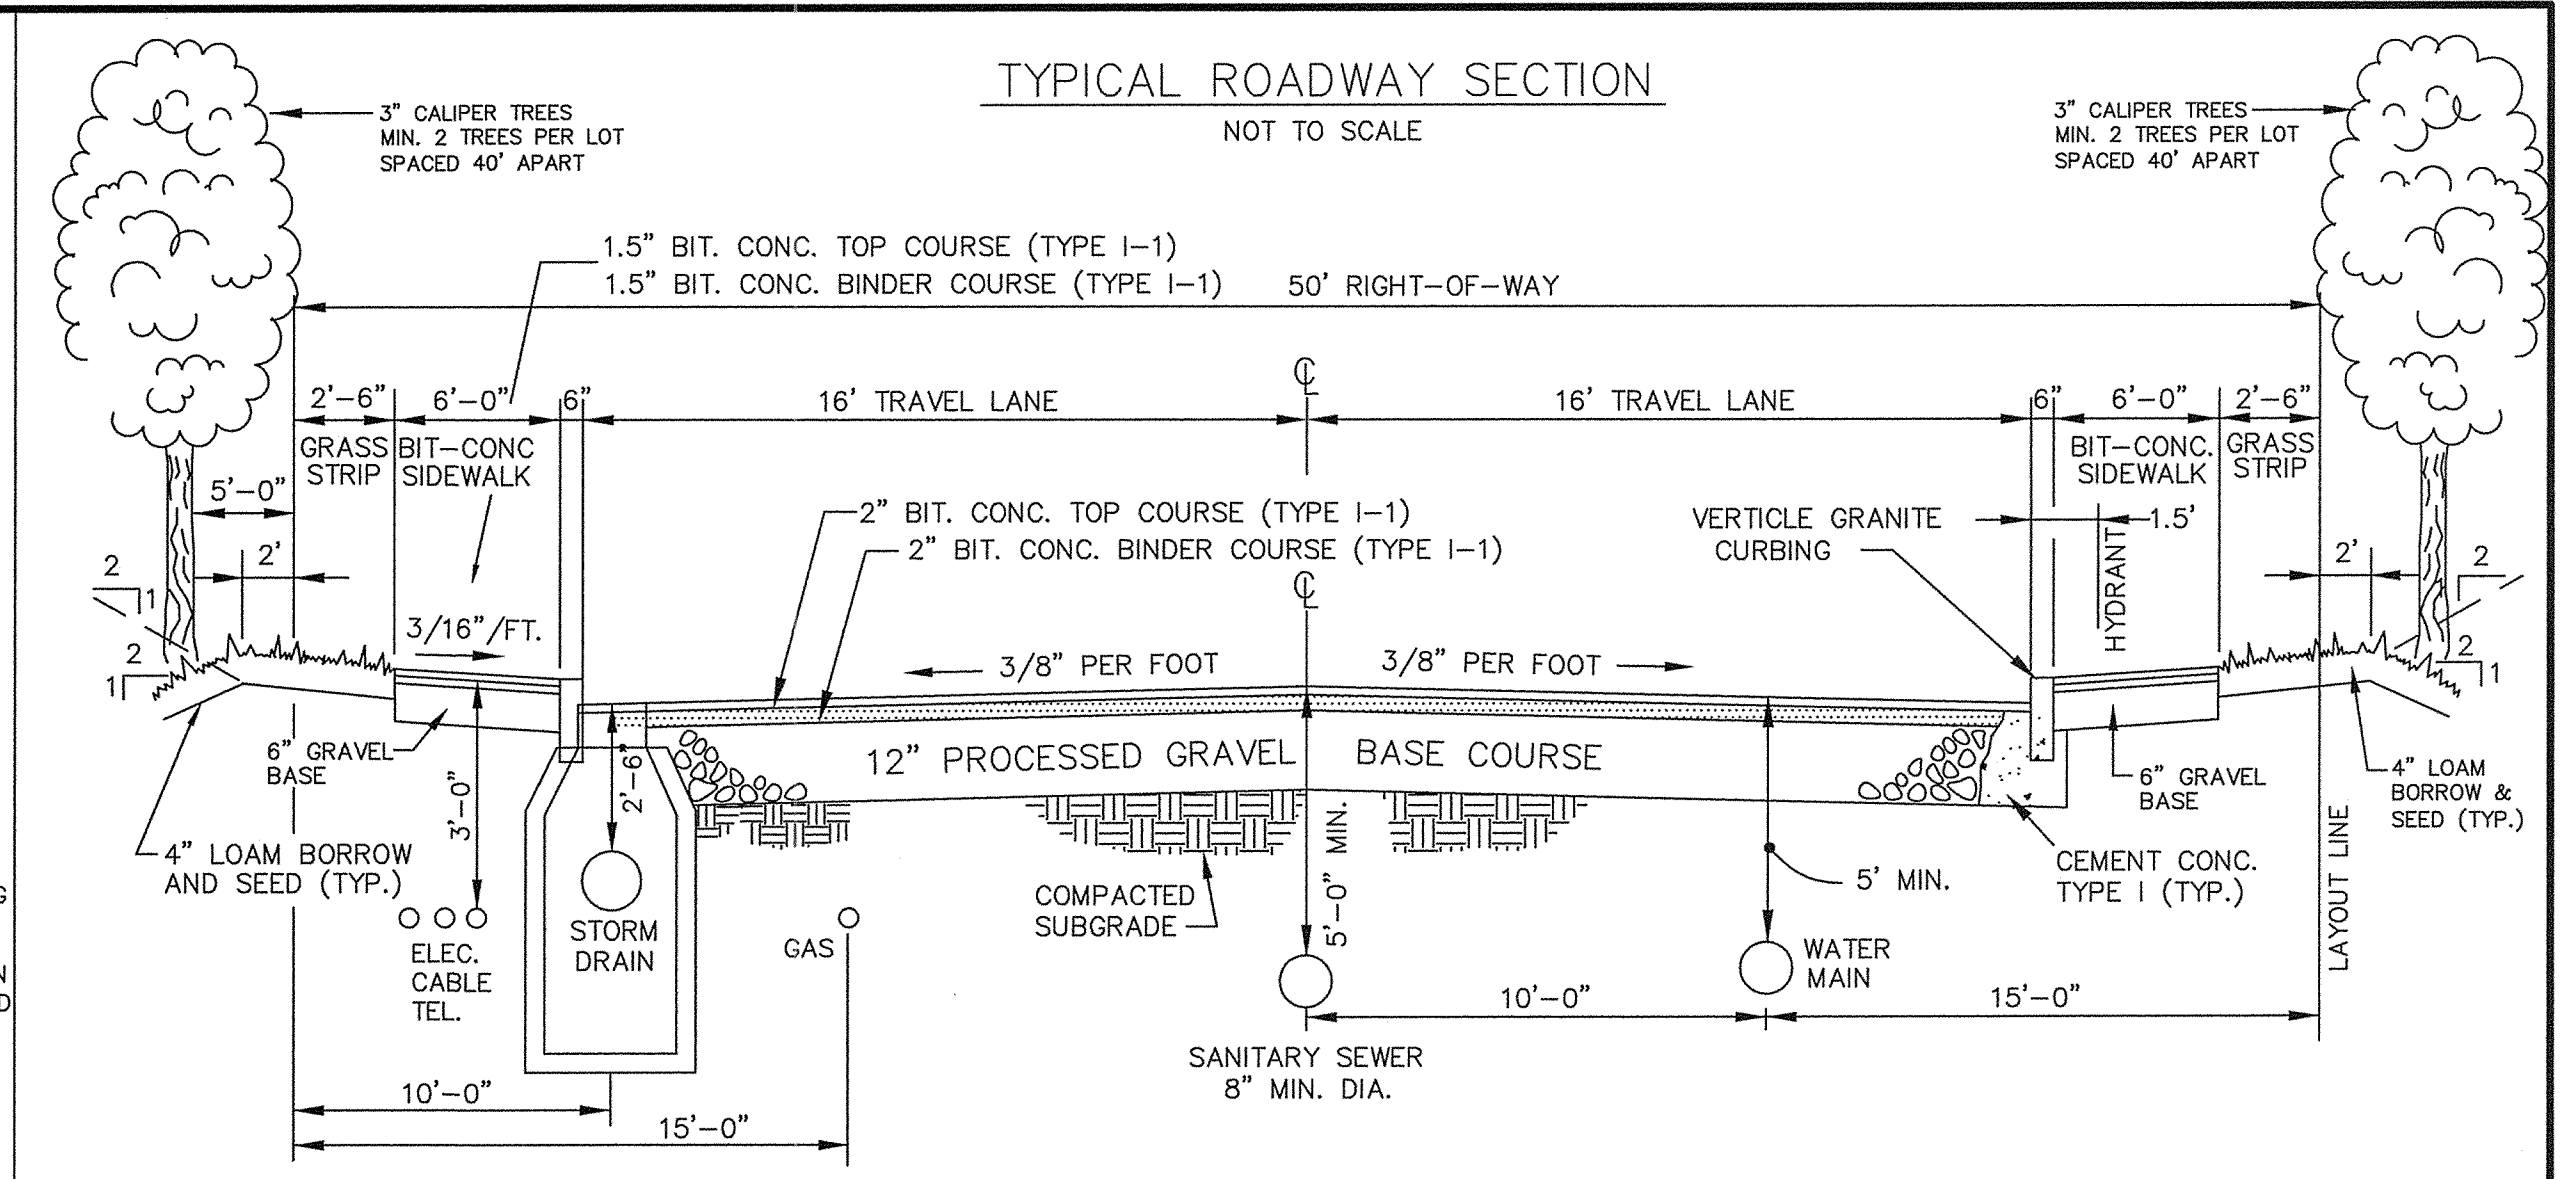 TYPICAL ROADWAY SECTION
NOT TO SCALE
3" CALIPER TREES
MIN. 2 TREES PER LOT
SPACED 40' APART
3" CALIPER TREES
MIN. 2 TREES PER LOT
SPACED 40' APART
1.5" BIT. CONC. TOP COURSE (TYPE I-1)
1.5" BIT. CONC. BINDER COURSE (TYPE I-1)
50' RIGHT-OF-WAY
℄
2'-6"
6'-0"
6"
16' TRAVEL LANE
16' TRAVEL LANE
6"
6'-0"
2'-6"
GRASS
STRIP
BIT-CONC
SIDEWALK
BIT-CONC.
SIDEWALK
GRASS
STRIP
5'-0"
2'
2
1
2
1
3/16"/FT.
2" BIT. CONC. TOP COURSE (TYPE I-1)
2" BIT. CONC. BINDER COURSE (TYPE I-1)
VERTICLE GRANITE
CURBING
1.5'
HYDRANT
2'
2
2
1
℄
3/8" PER FOOT
3/8" PER FOOT
6" GRAVEL
BASE
3'-0"
2'-6"
12" PROCESSED GRAVEL BASE COURSE
6" GRAVEL
BASE
4" LOAM
BORROW &
SEED (TYP.)
4" LOAM BORROW
AND SEED (TYP.)
ELEC.
CABLE
TEL.
STORM
DRAIN
GAS
COMPACTED
SUBGRADE
5'-0" MIN.
5' MIN.
CEMENT CONC.
TYPE I (TYP.)
LAYOUT LINE
WATER
MAIN
10'-0"
15'-0"
SANITARY SEWER
8" MIN. DIA.
10'-0"
15'-0"
G
N
D